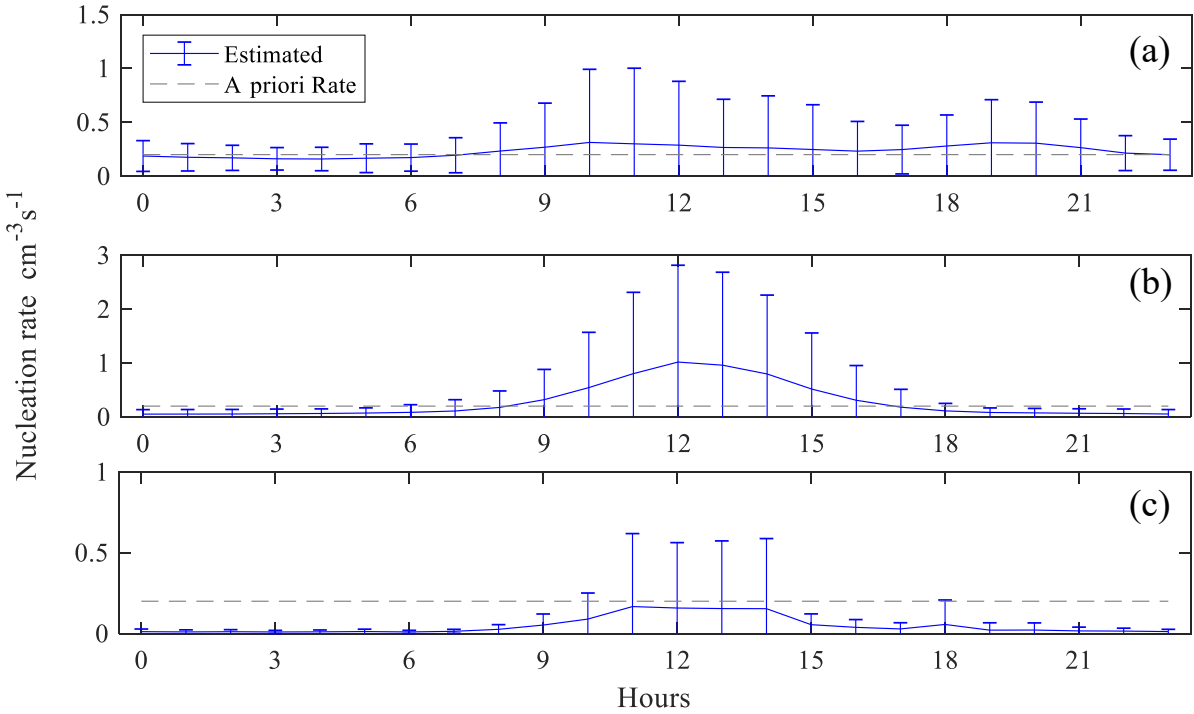 Nucleation rate cm⁻³s⁻¹
1.5
1
0.5
0
Estimated
A priori Rate
(a)
0 3 6 9 12 15 18 21
3
2
1
0
(b)
0 3 6 9 12 15 18 21
1
0.5
0
(c)
0 3 6 9 12 15 18 21
Hours